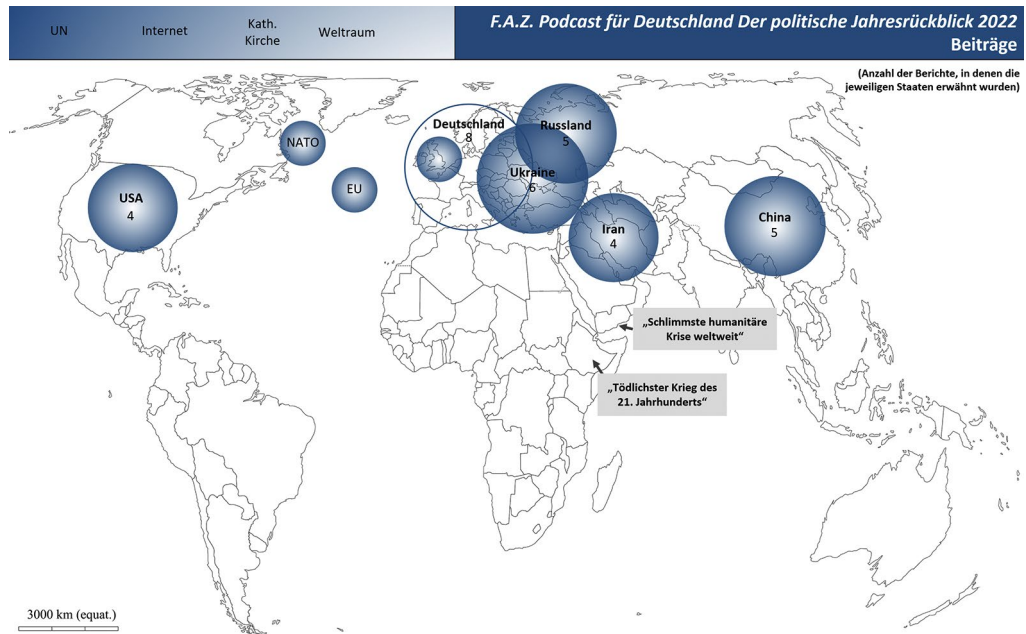 UN
Internet
Kath.
Kirche
Weltraum
F.A.Z. Podcast für Deutschland Der politische Jahresrückblick 2022
Beiträge
(Anzahl der Berichte, in denen die
jeweiligen Staaten erwähnt wurden)
Deutschland
8
Russland
5
NATO
Ukraine
6
EU
USA
4
Iran
4
China
5
„Schlimmste humanitäre
Krise weltweit“
„Tödlichster Krieg des
21. Jahrhunderts“
3000 km (equat.)